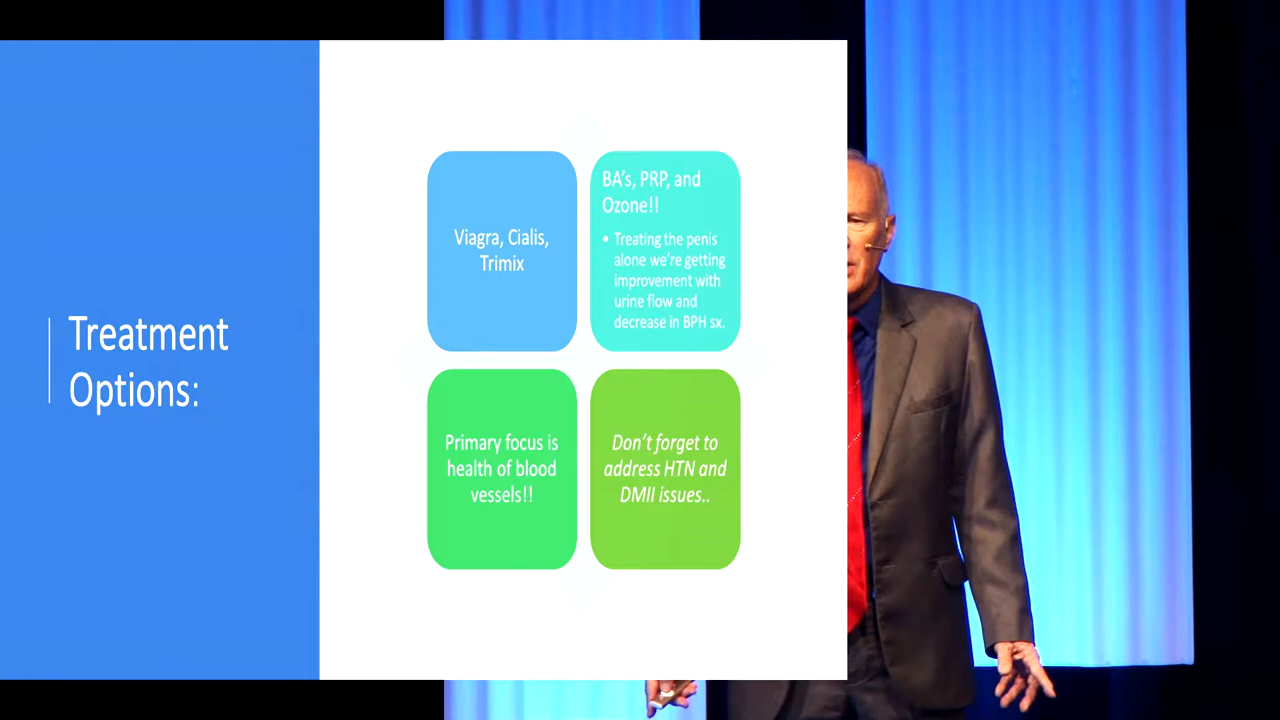 Treatment
Options:
Viagra, Cialis,
Trimix
BA's, PRP, and
Ozone!!
• Treating the penis
alone we're getting
improvement with
urine flow and
decrease in BPH sx.
Primary focus is
health of blood
vessels!!
Don't forget to
address HTN and
DMII issues..